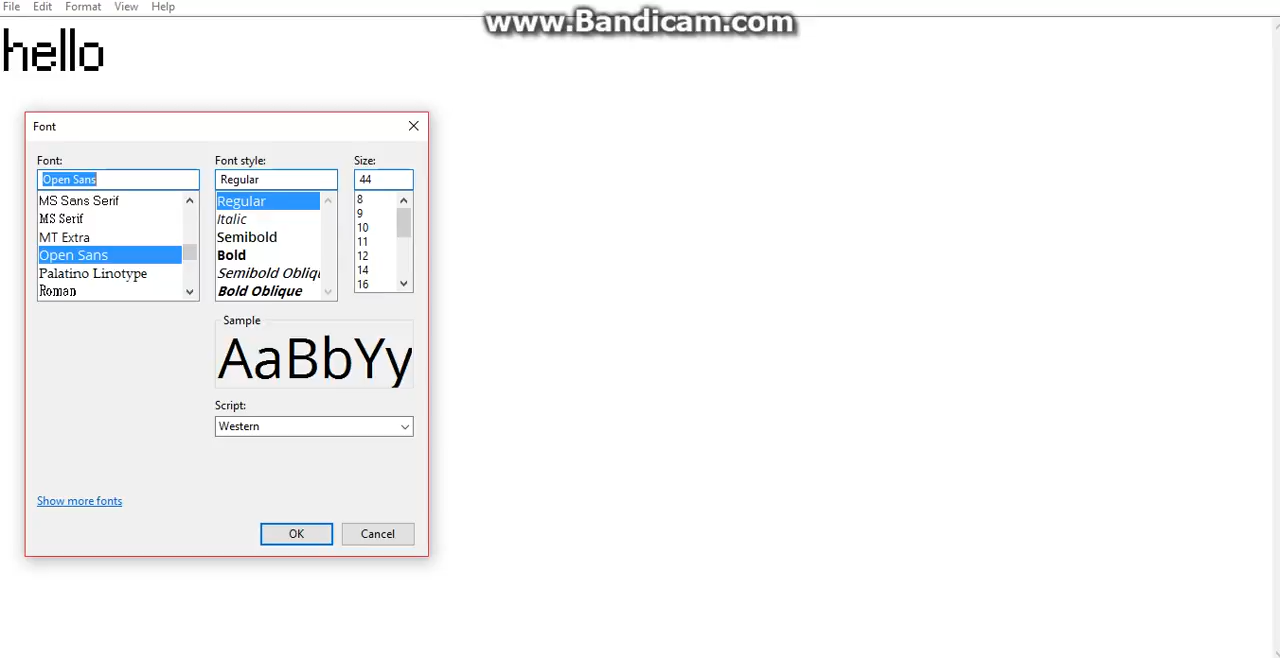 File Edit Format View Help
www.Bandicam.com
hello
Font
Font: Font style: Size:
Open Sans Regular 44
MS Sans Serif Regular 8
MS Serif Italic 9
MT Extra Semibold 10
Open Sans Bold 11
Palatino Linotype Semibold Obliqu 12
Roman Bold Oblique 14
16
Sample
AaBbYy
Script:
Western
Show more fonts
OK Cancel